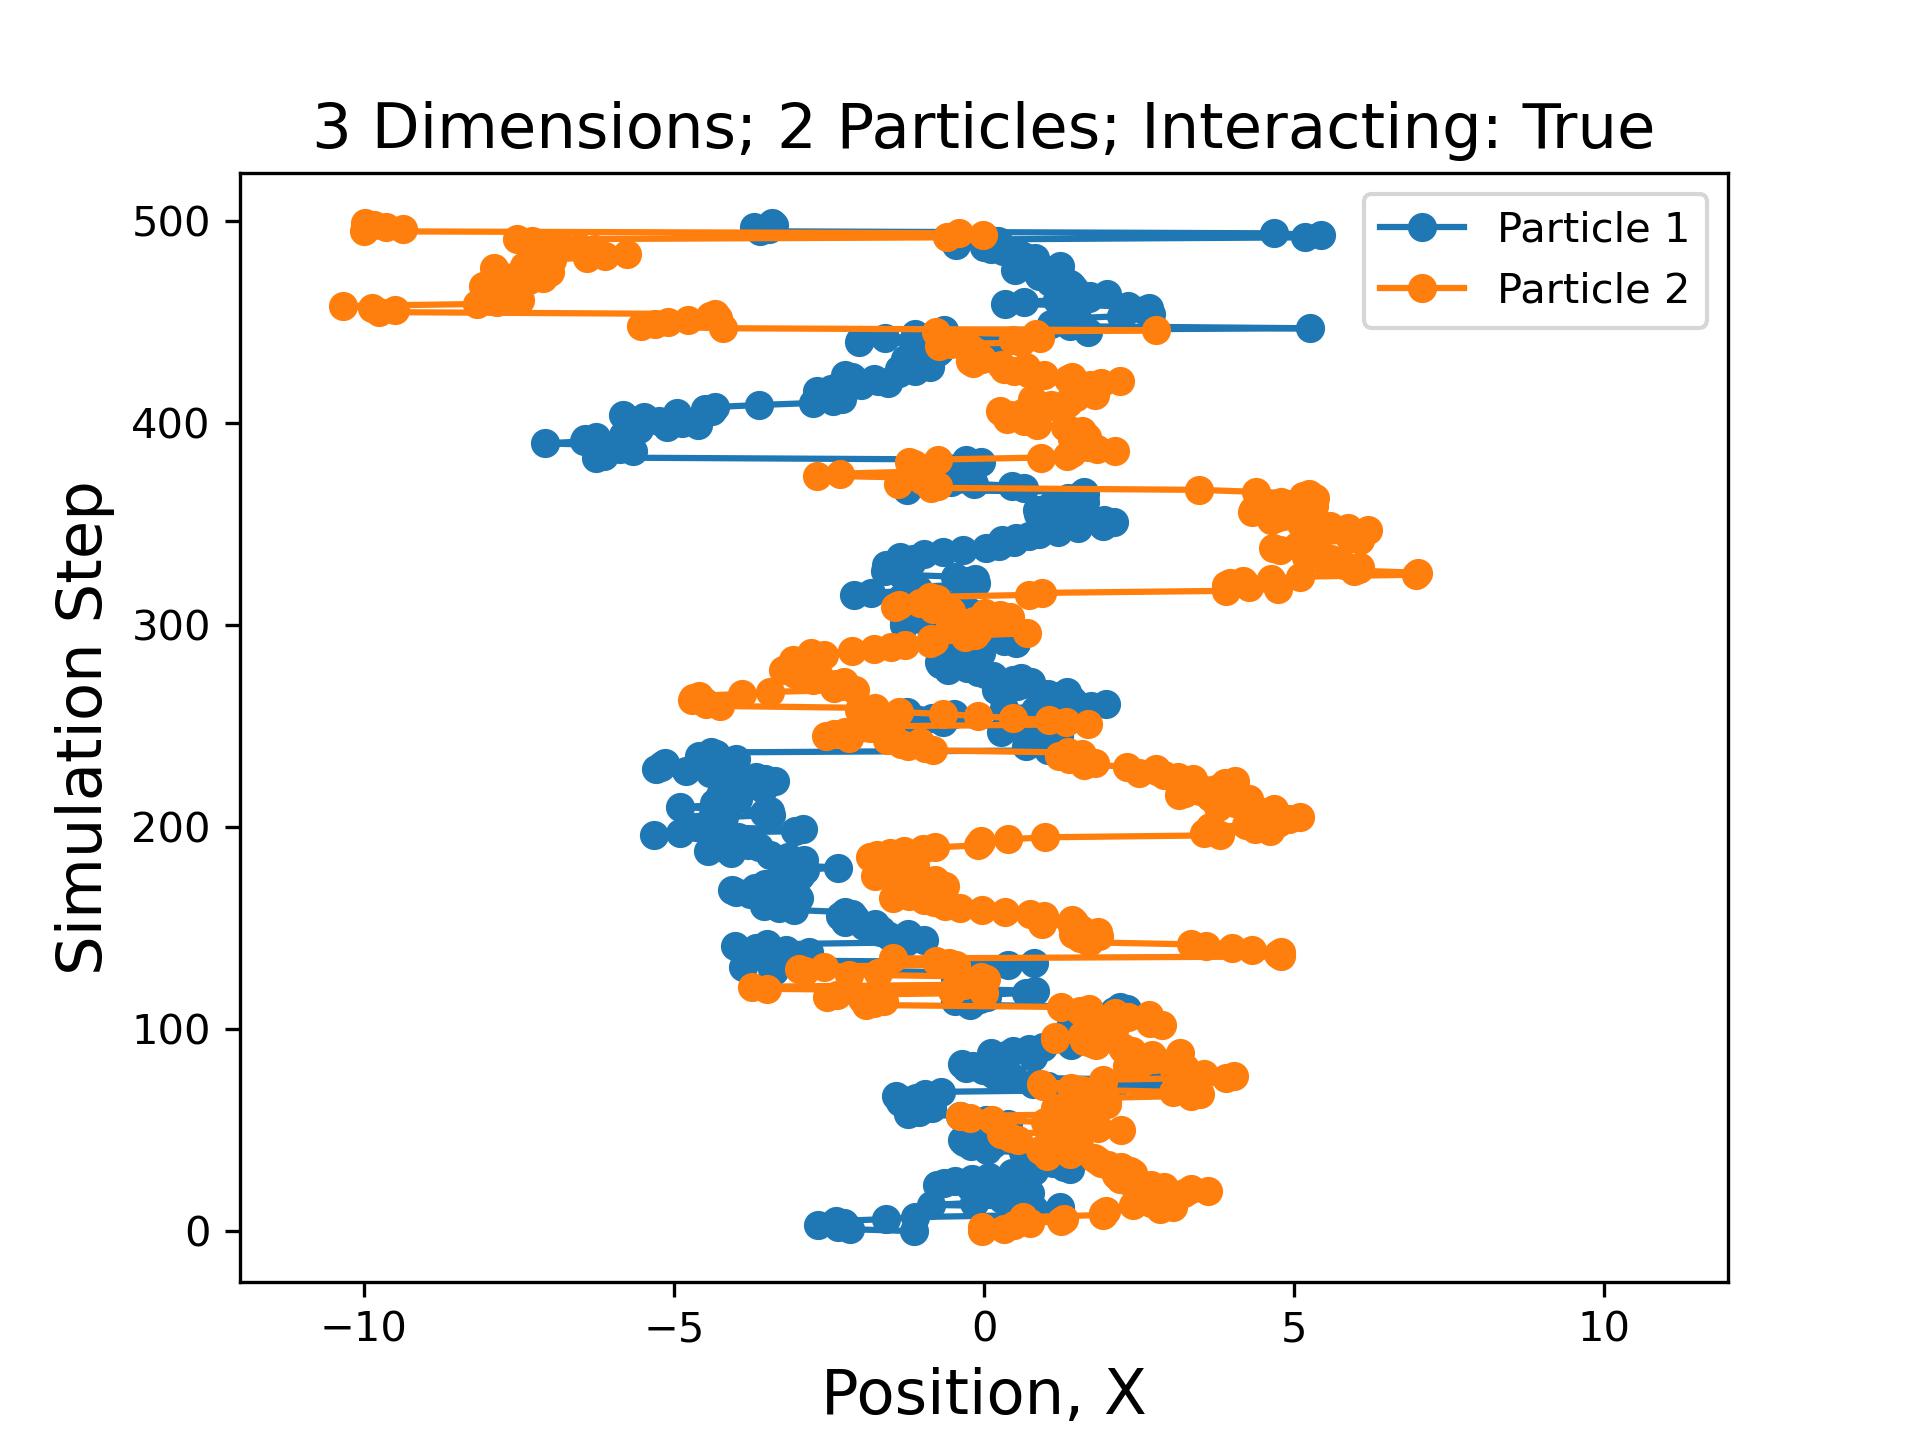 3 Dimensions; 2 Particles; Interacting: True
Particle 1
Particle 2
Simulation Step
500
400
300
200
100
0
−10
−5
0
5
10
Position, X